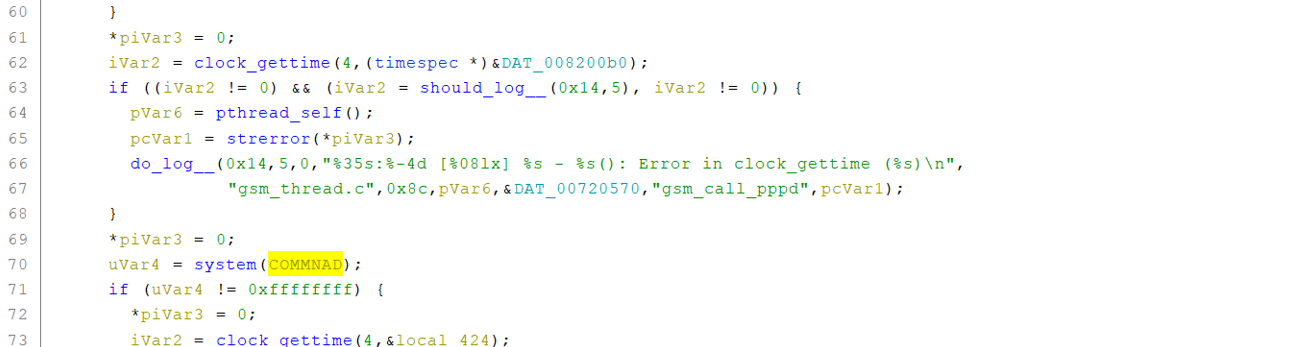 60 }
61 *piVar3 = 0;
62 iVar2 = clock_gettime(4,(timespec *)&DAT_008200b0);
63 if ((iVar2 != 0) && (iVar2 = should_log__(0x14,5), iVar2 != 0)) {
64 pVar6 = pthread_self();
65 pcVar1 = strerror(*piVar3);
66 do_log__(0x14,5,0,"%35s:%-4d [%08lx] %s - %s(): Error in clock_gettime (%s)\n",
67 "gsm_thread.c",0x8c,pVar6,&DAT_00720570,"gsm_call_pppd",pcVar1);
68 }
69 *piVar3 = 0;
70 uVar4 = system(COMMNAD);
71 if (uVar4 != 0xffffffff) {
72 *piVar3 = 0;
73 iVar2 = clock_gettime(4,&local_424);